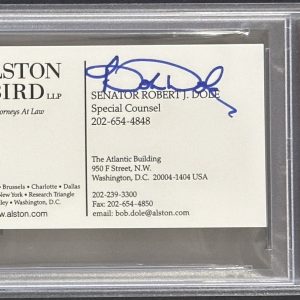 ALSTON
BIRD LLP
Attorneys At Law
Bob Dole
SENATOR ROBERT J. DOLE
Special Counsel
202-654-4848
The Atlantic Building
950 F Street, N.W.
Washington, D.C. 20004-1404 USA
Brussels • Charlotte • Dallas
New York • Research Triangle
ley • Washington, D.C.
www.alston.com
202-239-3300
Fax: 202-654-4850
email: bob.dole@alston.com